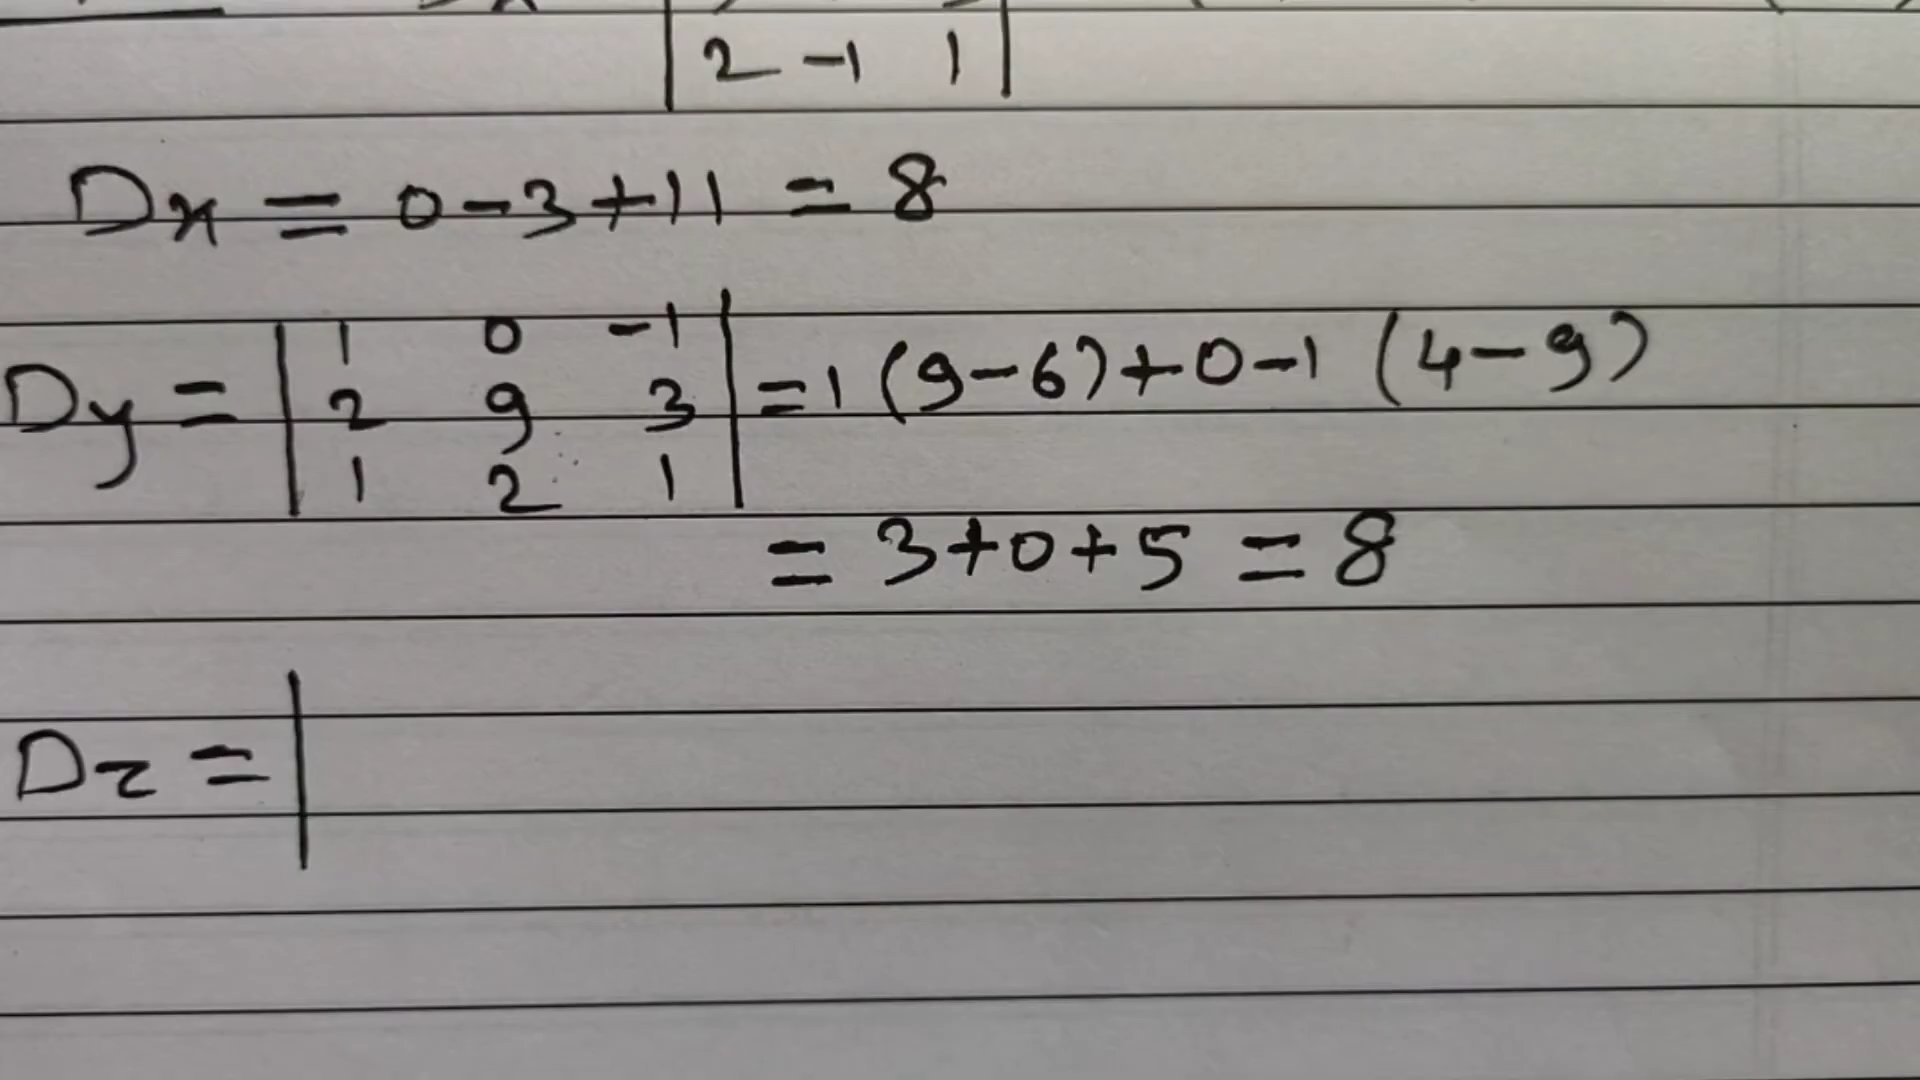 | 2 -1 1 |
Dx = 0-3+11 = 8
| 1 0 -1 |
Dy = | 2 9 3 | = 1 (9-6)+0-1 (4-9)
| 1 2 1 |
= 3+0+5 = 8
Dz = |